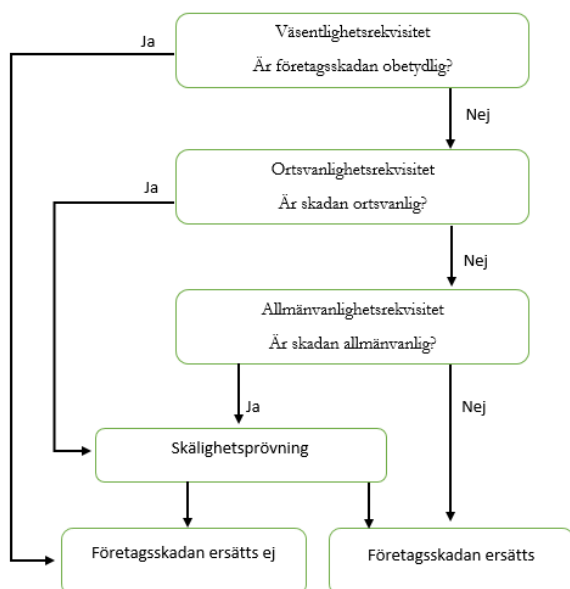 Väsentlighetsrekvisitet
Ja
Är företagsskadan obetydlig?
Nej
Ortsvanlighetsrekvisitet
Ja
Är skadan ortsvanlig?
Nej
Allmänvanlighetsrekvisitet
Är skadan allmänvanlig?
Ja
Nej
Skälighetsprövning
Företagsskadan ersätts ej
Företagsskadan ersätts